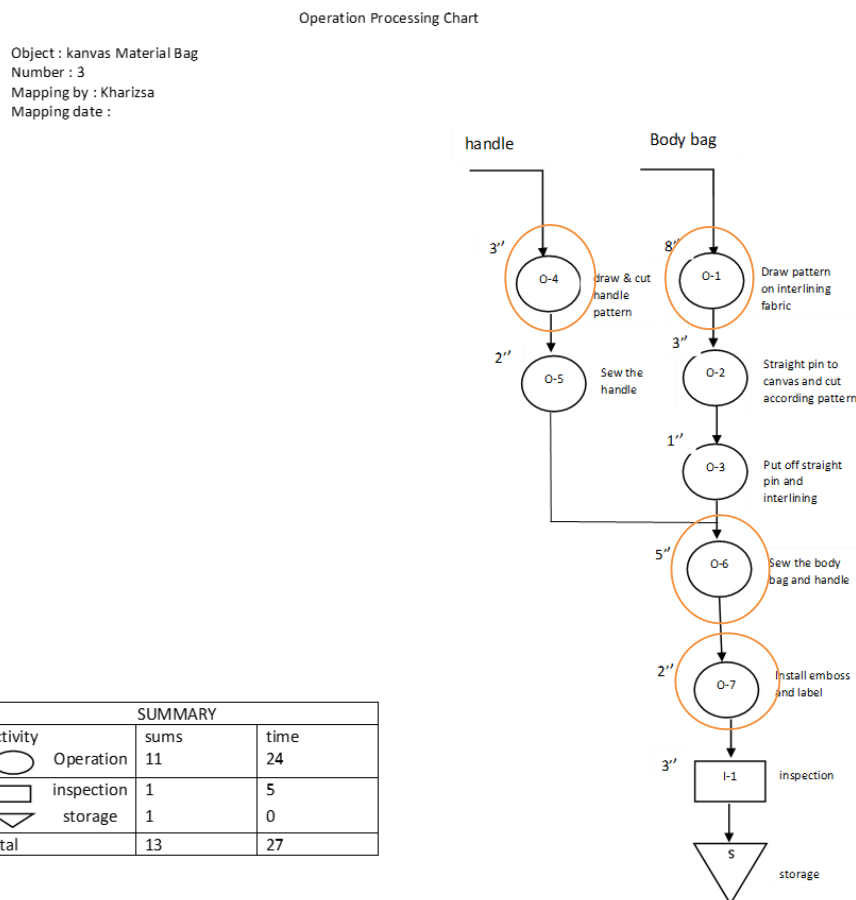 Operation Processing Chart
Object : kanvas Material Bag
Number : 3
Mapping by : Kharizsa
Mapping date :
handle
Body bag
3’’
O-4
draw & cut
handle
pattern
8’’
O-1
Draw pattern
on interlining
fabric
2’’
O-5
Sew the
handle
3’’
O-2
Straight pin to
canvas and cut
according pattern
1’’
O-3
Put off straight
pin and
interlining
5’’
O-6
Sew the body
bag and handle
2’’
O-7
Install emboss
and label
3’’
I-1
inspection
S
storage
SUMMARY
tivity sums time
Operation 11 24
inspection 1 5
storage 1 0
tal 13 27